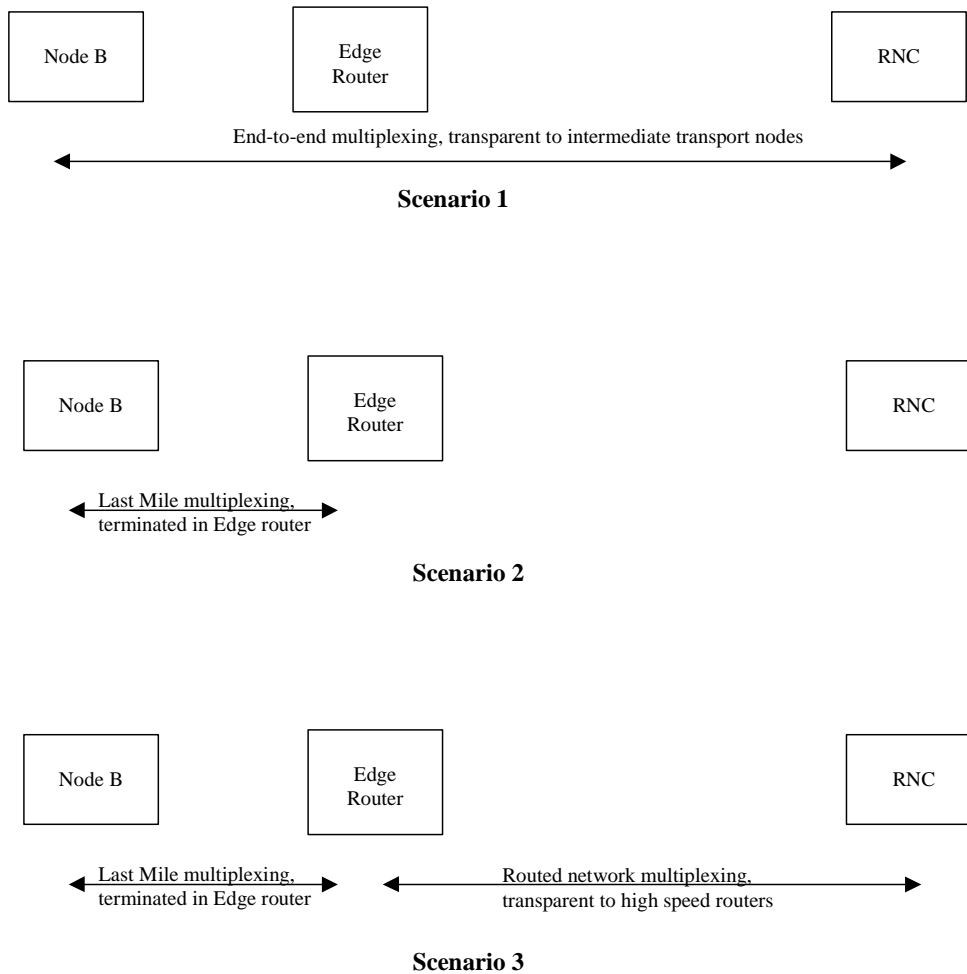 Node B
Edge
Router
RNC
End-to-end multiplexing, transparent to intermediate transport nodes
Scenario 1
Node B
Edge
Router
RNC
Last Mile multiplexing,
terminated in Edge router
Scenario 2
Node B
Edge
Router
RNC
Last Mile multiplexing,
terminated in Edge router
Routed network multiplexing,
transparent to high speed routers
Scenario 3